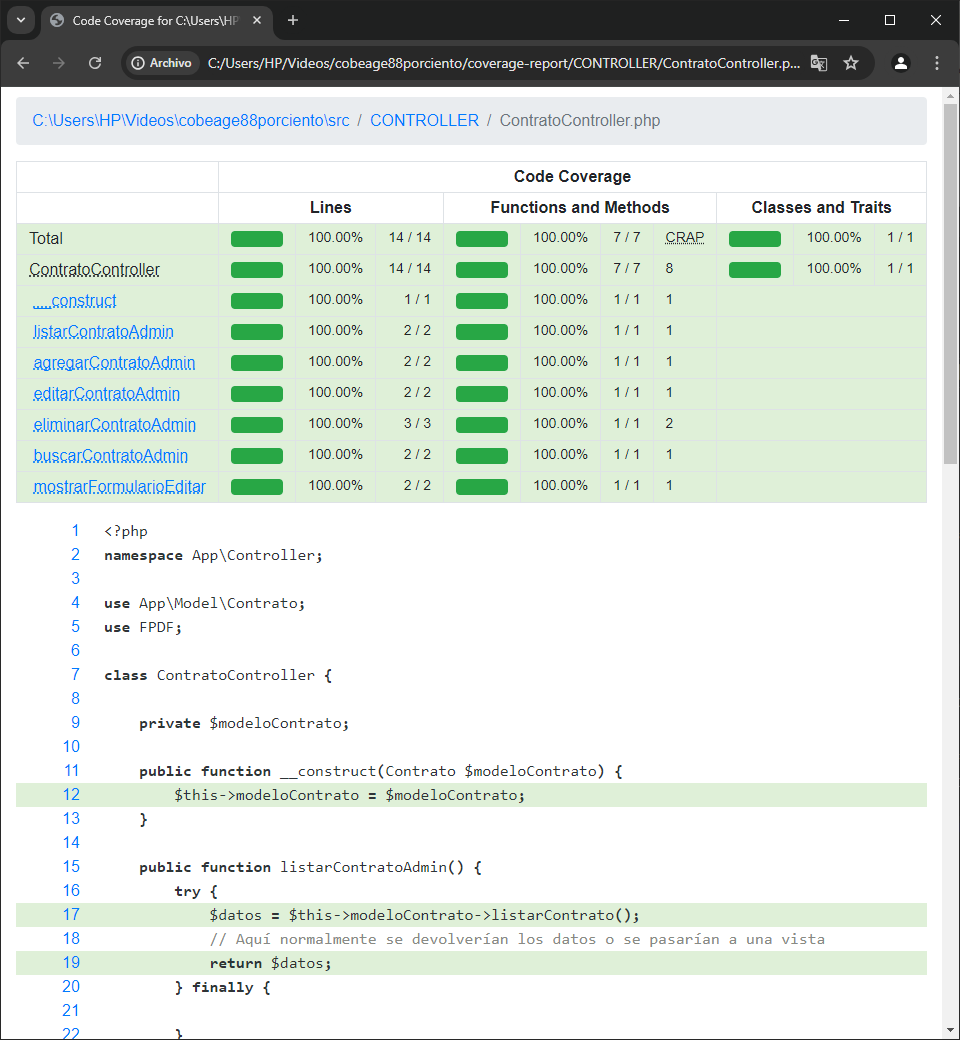 Code Coverage for C:\Users\HP
Archivo C:/Users/HP/Videos/cobeage88porciento/coverage-report/CONTROLLER/ContratoController.p...
C:\Users\HP\Videos\cobeage88porciento\src / CONTROLLER / ContratoController.php
Code Coverage
Lines Functions and Methods Classes and Traits
Total 100.00% 14 / 14 100.00% 7 / 7 CRAP 100.00% 1 / 1
ContratoController 100.00% 14 / 14 100.00% 7 / 7 8 100.00% 1 / 1
__construct 100.00% 1 / 1 100.00% 1 / 1 1
listarContratoAdmin 100.00% 2 / 2 100.00% 1 / 1 1
agregarContratoAdmin 100.00% 2 / 2 100.00% 1 / 1 1
editarContratoAdmin 100.00% 2 / 2 100.00% 1 / 1 1
eliminarContratoAdmin 100.00% 3 / 3 100.00% 1 / 1 2
buscarContratoAdmin 100.00% 2 / 2 100.00% 1 / 1 1
mostrarFormularioEditar 100.00% 2 / 2 100.00% 1 / 1 1
1 <?php
2 namespace App\Controller;
3
4 use App\Model\Contrato;
5 use FPDF;
6
7 class ContratoController {
8
9 private $modeloContrato;
10
11 public function __construct(Contrato $modeloContrato) {
12 $this->modeloContrato = $modeloContrato;
13 }
14
15 public function listarContratoAdmin() {
16 try {
17 $datos = $this->modeloContrato->listarContrato();
18 // Aquí normalmente se devolverían los datos o se pasarían a una vista
19 return $datos;
20 } finally {
21
22 }